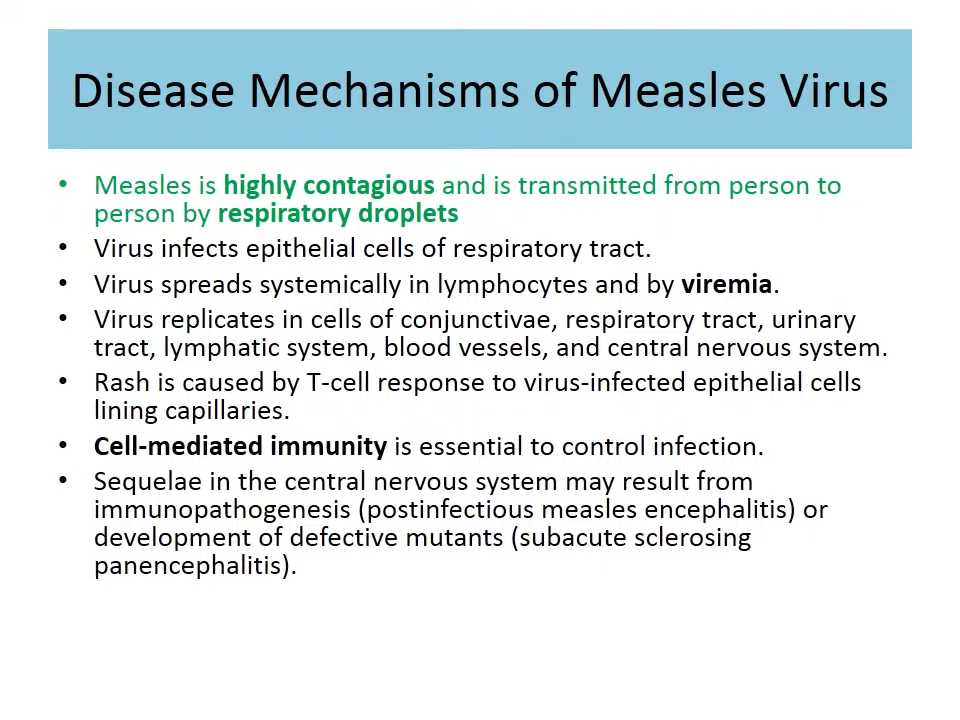 Disease Mechanisms of Measles Virus
• Measles is highly contagious and is transmitted from person to
person by respiratory droplets
• Virus infects epithelial cells of respiratory tract.
• Virus spreads systemically in lymphocytes and by viremia.
• Virus replicates in cells of conjunctivae, respiratory tract, urinary
tract, lymphatic system, blood vessels, and central nervous system.
• Rash is caused by T-cell response to virus-infected epithelial cells
lining capillaries.
• Cell-mediated immunity is essential to control infection.
• Sequelae in the central nervous system may result from
immunopathogenesis (postinfectious measles encephalitis) or
development of defective mutants (subacute sclerosing
panencephalitis).